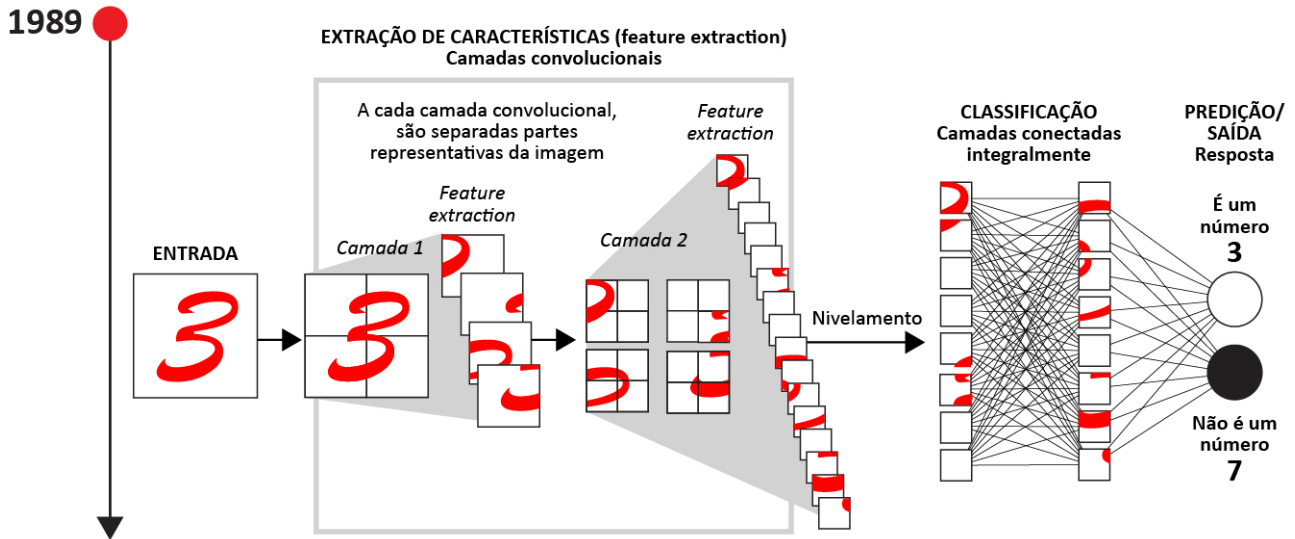 1989
EXTRAÇÃO DE CARACTERÍSTICAS (feature extraction)
Camadas convolucionais
A cada camada convolucional,
são separadas partes
representativas da imagem
Feature
extraction
Feature
extraction
ENTRADA
Camada 1
Camada 2
Nivelamento
CLASSIFICAÇÃO
Camadas conectadas
integralmente
PREDIÇÃO/
SAÍDA
Resposta
É um
número
3
Não é um
número
7